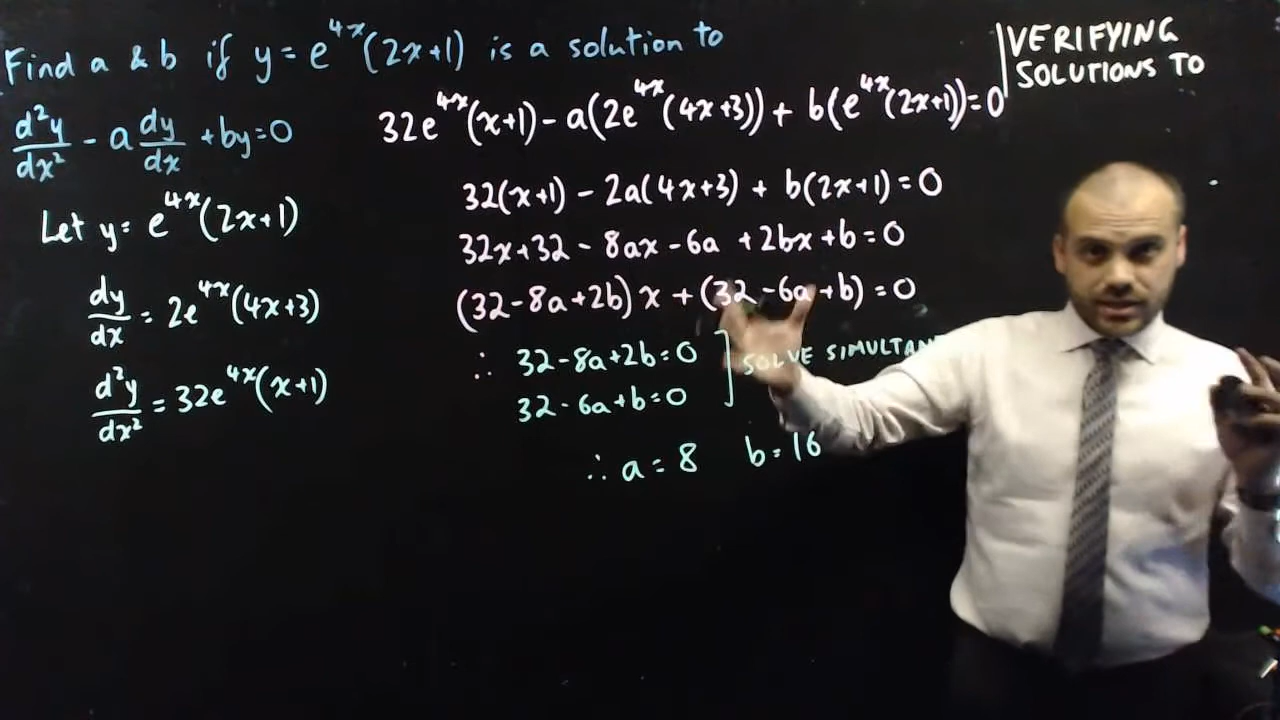 Find a & b if y = e^{4x}(2x+1) is a solution to
d²y/dx² - a dy/dx + by = 0
Let y = e^{4x}(2x+1)
dy/dx = 2e^{4x}(4x+3)
d²y/dx² = 32e^{4x}(x+1)
VERIFYING
SOLUTIONS TO
32e^{4x}(x+1) - a(2e^{4x}(4x+3)) + b(e^{4x}(2x+1)) = 0
32(x+1) - 2a(4x+3) + b(2x+1) = 0
32x + 32 - 8ax - 6a + 2bx + b = 0
(32 - 8a + 2b)x + (32 - 6a + b) = 0
∴ 32 - 8a + 2b = 0
32 - 6a + b = 0
SOLVE
∴ a = 8 b = 16